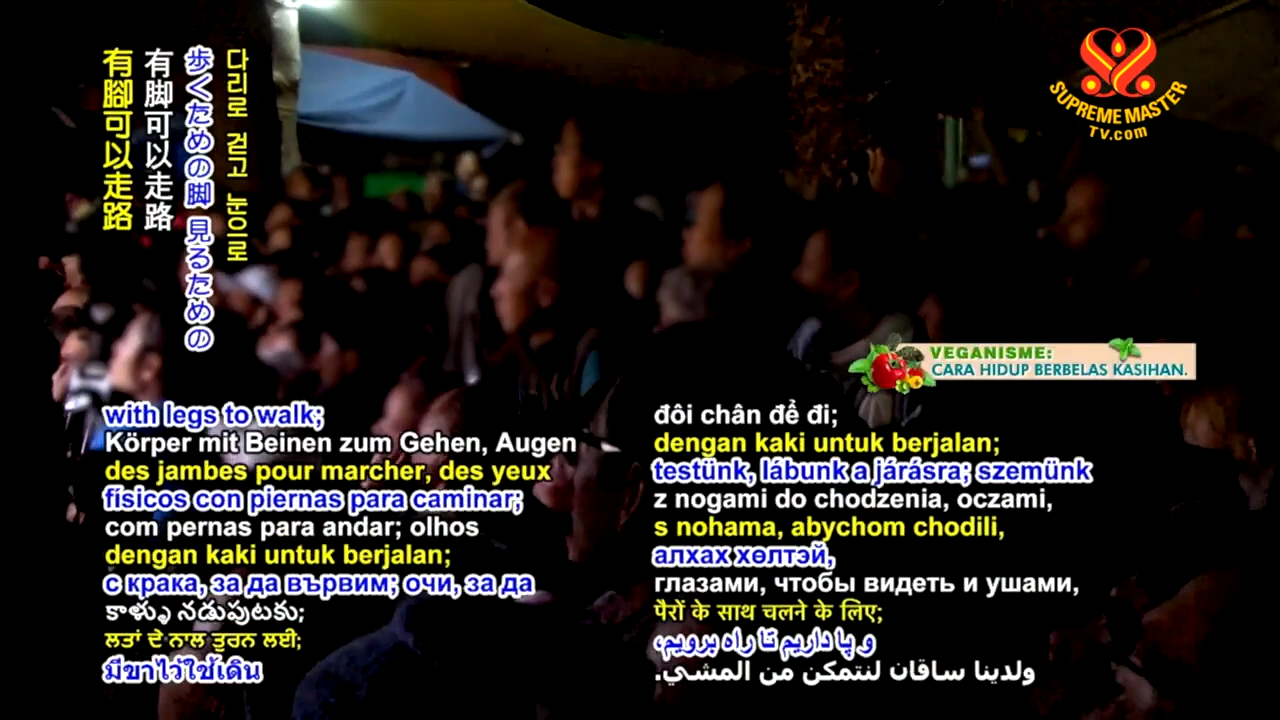 有腳可以走路
有脚可以走路
歩くための脚 見るための
다리로 걷고 눈으로
SUPREME MASTER
TV.com
VEGANISME:
CARA HIDUP BERBELAS KASIHAN.
with legs to walk;
Körper mit Beinen zum Gehen, Augen
des jambes pour marcher, des yeux
físicos con piernas para caminar;
com pernas para andar; olhos
dengan kaki untuk berjalan;
с крака, за да вървим; очи, за да
కాళ్ళు నడుపుటకు;
ਲਤਾਂ ਦੇ ਨਾਲ ਤੁਰਨ ਲਈ;
มีขาไว้ใช้เดิน
đôi chân để đi;
dengan kaki untuk berjalan;
testünk, lábunk a járásra; szemünk
z nogami do chodzenia, oczami,
s nohama, abychom chodili,
алхах хөлтэй,
глазами, чтобы видеть и ушами,
पैरों के साथ चलने के लिए;
و پا داریم تا راه برویم،
ولدينا ساقان لنتمكن من المشي.